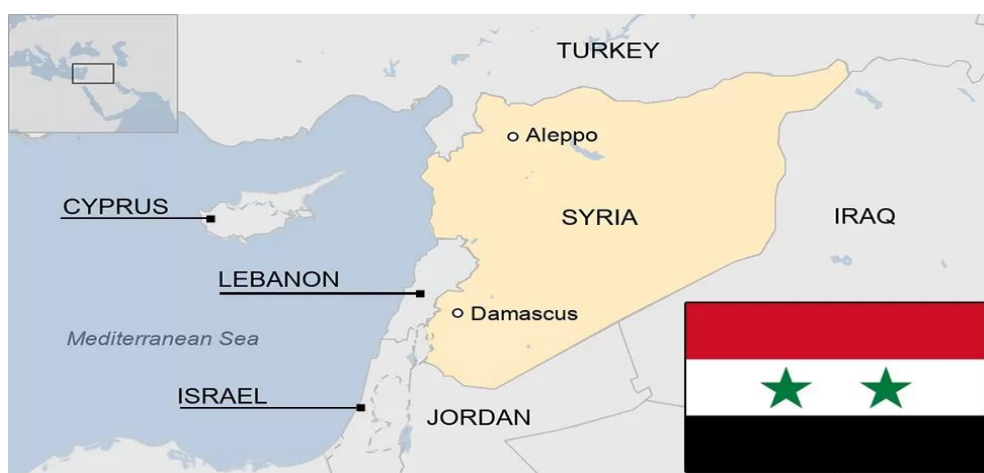 TURKEY
Aleppo
CYPRUS
SYRIA
IRAQ
LEBANON
Damascus
Mediterranean Sea
ISRAEL
JORDAN